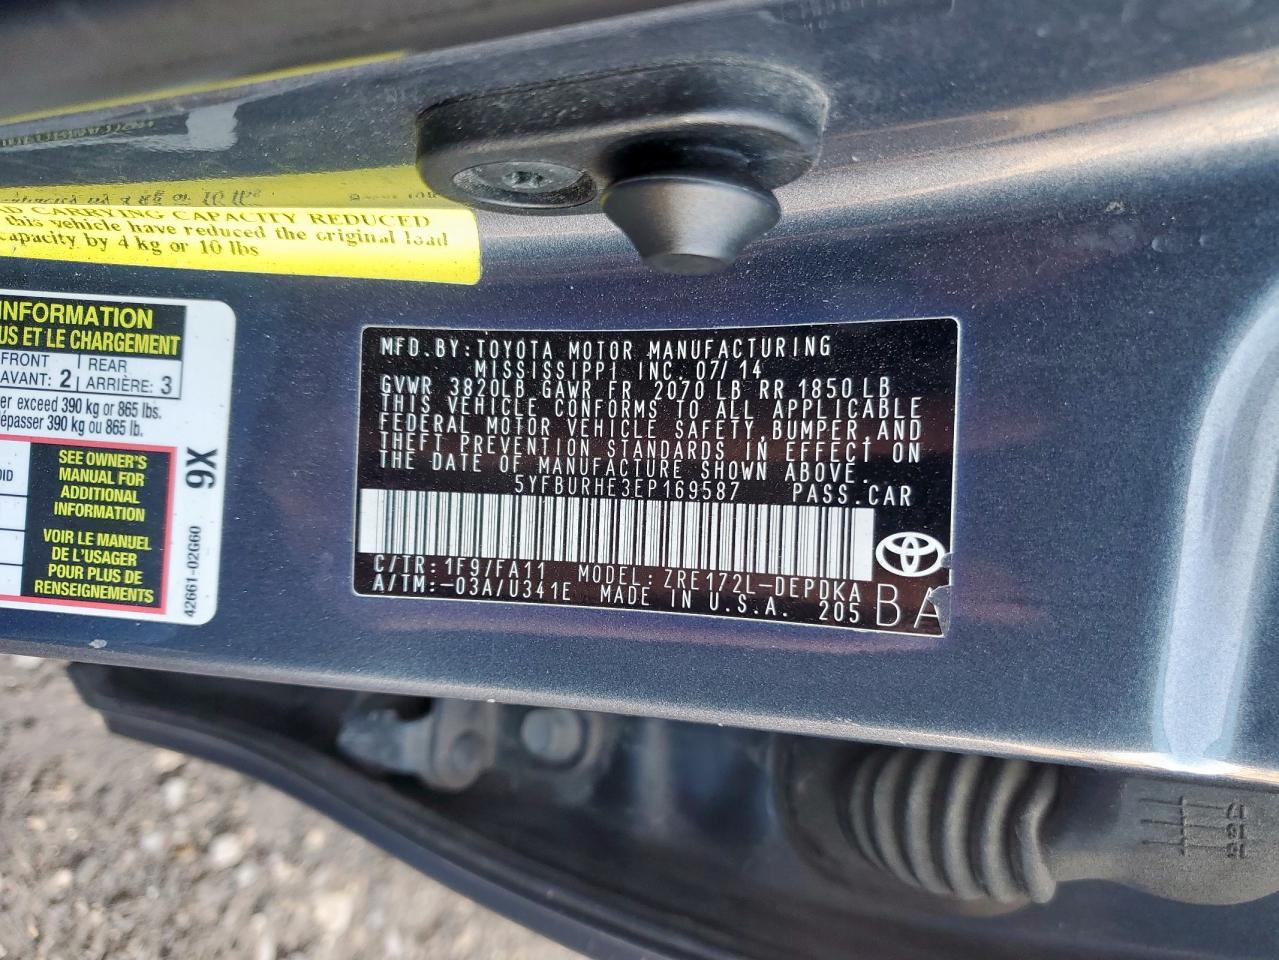 D CARRYING CAPACITY REDUCED
this vehicle have reduced the original load
capacity by 4 kg or 10 lbs
INFORMATION
US ET LE CHARGEMENT
FRONT REAR
AVANT: 2 ARRIÈRE: 3
er exceed 390 kg or 865 lbs.
dépasser 390 kg ou 865 lb.
SEE OWNER'S
MANUAL FOR
ADDITIONAL
INFORMATION
VOIR LE MANUEL
DE L'USAGER
POUR PLUS DE
RENSEIGNEMENTS
9X
42661-02G60
MFD.BY:TOYOTA MOTOR MANUFACTURING
MISSISSIPPI INC. 07/14
GVWR 3820LB GAWR FR 2070 LB RR 1850 LB
THIS VEHICLE CONFORMS TO ALL APPLICABLE
FEDERAL MOTOR VEHICLE SAFETY,BUMPER,AND
THEFT PREVENTION STANDARDS IN EFFECT ON
THE DATE OF MANUFACTURE SHOWN ABOVE.
5YFBURHE3EP169587 PASS.CAR
C/TR:1F9/FA11 MODEL:ZRE172L-DEPDKA
A/TM:-03A/U341E MADE IN U.S.A. 205 BA